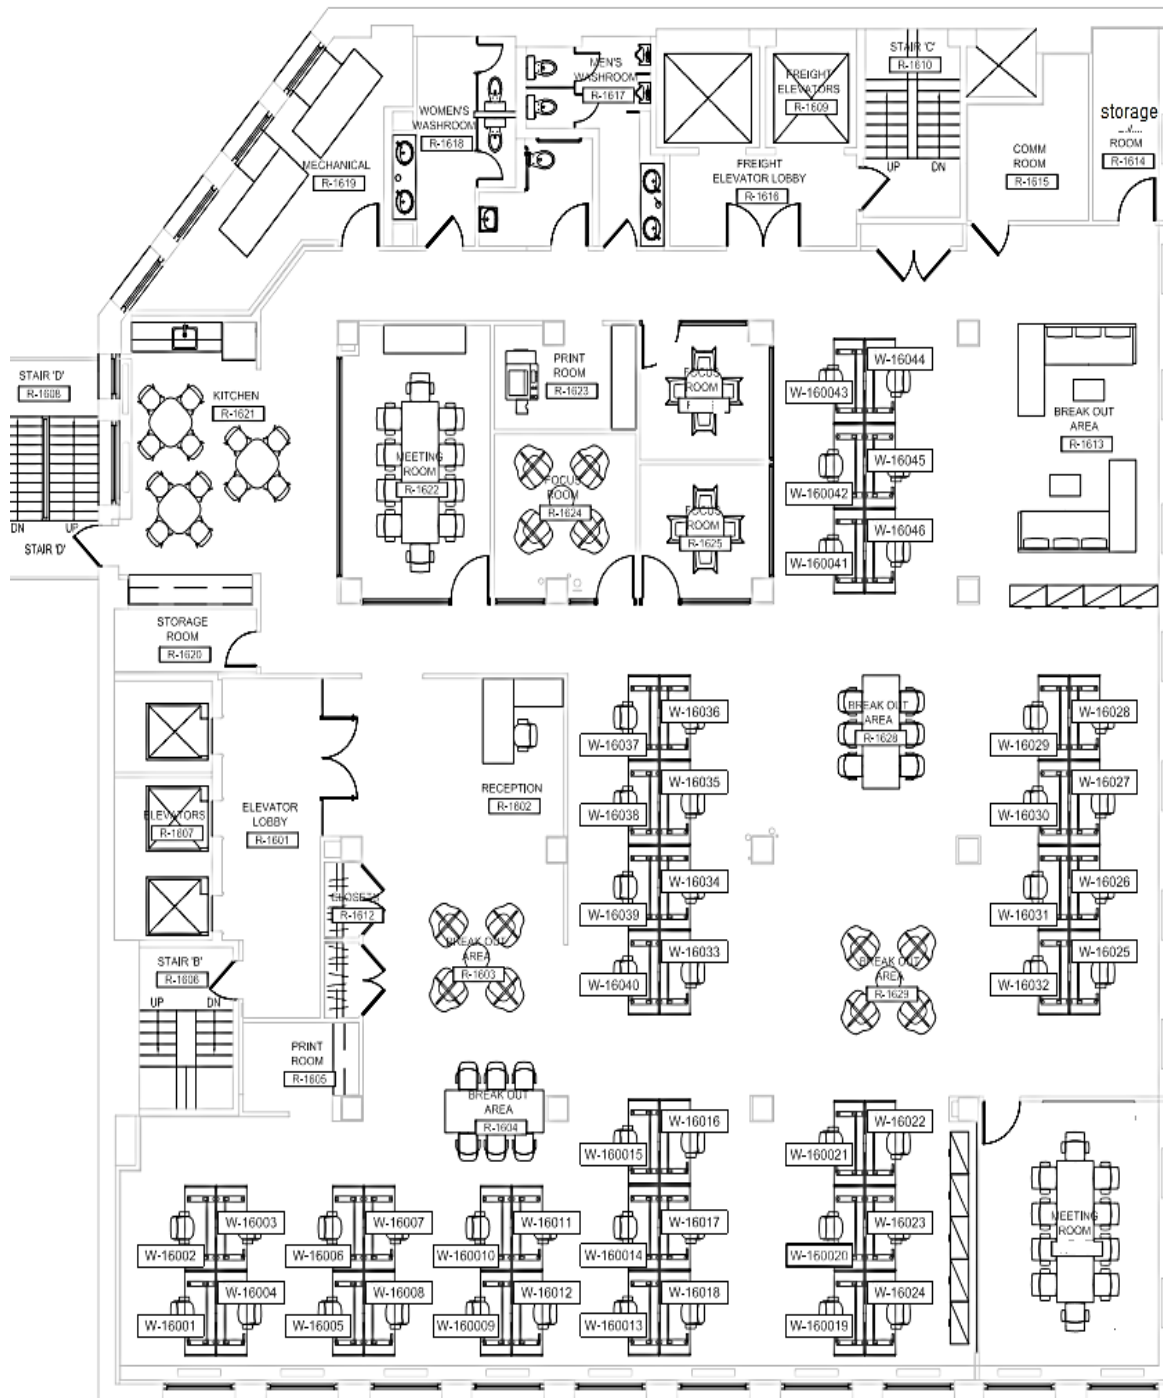 STAIR 'C'
R-1610
MEN'S
WASHROOM
R-1617
FREIGHT
ELEVATORS
R-1609
WOMEN'S
WASHROOM
R-1618
storage
ROOM
R-1614
MECHANICAL
R-1619
FREIGHT
ELEVATOR LOBBY
R-1616
UP
DN
COMM
ROOM
R-1615
STAIR 'D'
R-1608
KITCHEN
R-1621
PRINT
ROOM
R-1623
FOCUS
ROOM
W-16044
W-160043
BREAK OUT
AREA
R-1613
MEETING
ROOM
R-1622
FOCUS
ROOM
R-1624
FOCUS
ROOM
R-1625
W-16045
W-160042
W-16046
W-160041
DN
UP
STAIR 'D'
STORAGE
ROOM
R-1620
W-16036
W-16037
BREAK OUT
AREA
R-1628
W-16028
W-16029
RECEPTION
R-1602
W-16035
W-16038
W-16027
W-16030
ELEVATORS
R-1607
ELEVATOR
LOBBY
R-1601
W-16034
W-16039
W-16026
W-16031
CLOSETS
R-1612
BREAK OUT
AREA
R-1603
W-16033
W-16040
BREAK OUT
AREA
R-1629
W-16025
W-16032
STAIR 'B'
R-1606
UP
DN
PRINT
ROOM
R-1605
BREAK OUT
AREA
R-1604
W-16016
W-160015
W-16022
W-160021
W-16003
W-16002
W-16007
W-16006
W-16011
W-160010
W-16017
W-160014
W-16023
W-160020
MEETING
ROOM
W-16004
W-16001
W-16008
W-16005
W-16012
W-160009
W-16018
W-160013
W-16024
W-160019